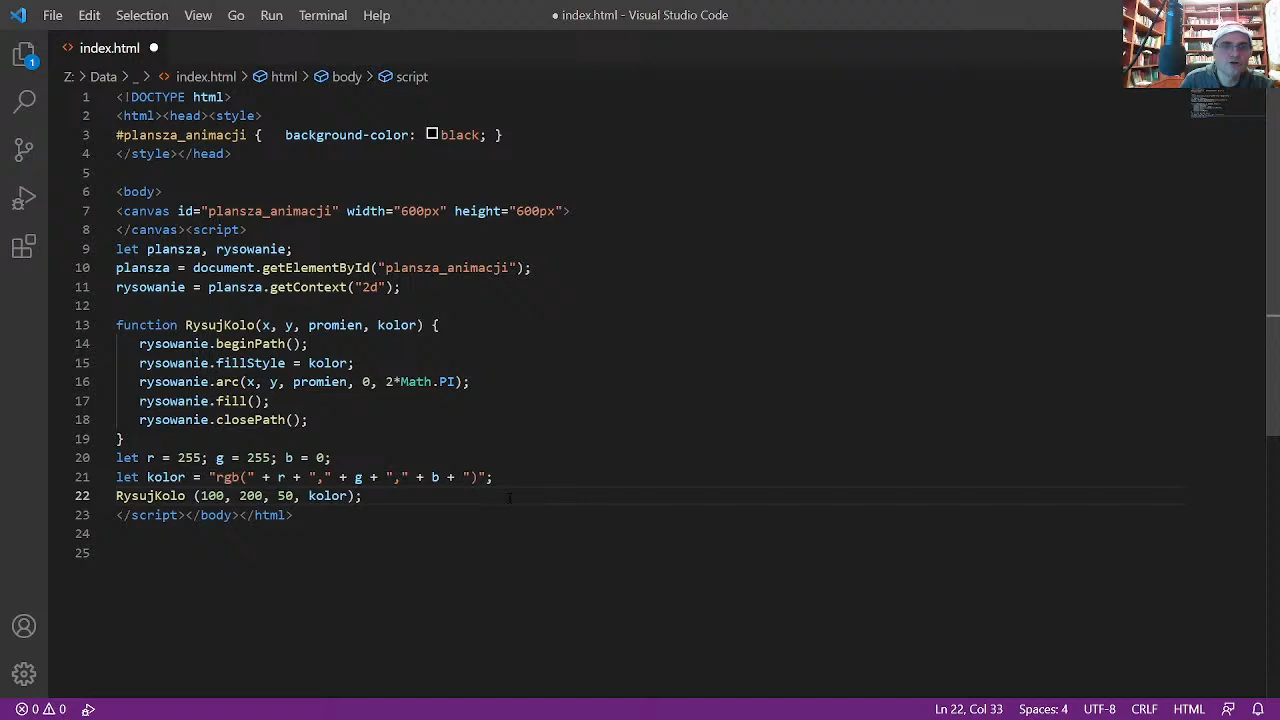 File Edit Selection View Go Run Terminal Help
● index.html - Visual Studio Code
1
<> index.html ●
Z: > Data > _ > <> index.html > html > body > script
1 <!DOCTYPE html>
2 <html><head><style>
3 #plansza_animacji {   background-color: black; }
4 </style></head>
5
6 <body>
7 <canvas id="plansza_animacji" width="600px" height="600px">
8 </canvas><script>
9 let plansza, rysowanie;
10 plansza = document.getElementById("plansza_animacji");
11 rysowanie = plansza.getContext("2d");
12
13 function RysujKolo(x, y, promien, kolor) {
14    rysowanie.beginPath();
15    rysowanie.fillStyle = kolor;
16    rysowanie.arc(x, y, promien, 0, 2*Math.PI);
17    rysowanie.fill();
18    rysowanie.closePath();
19 }
20 let r = 255; g = 255; b = 0;
21 let kolor = "rgb(" + r + "," + g + "," + b + ")";
22 RysujKolo (100, 200, 50, kolor);
23 </script></body></html>
24
25
0 0 Ln 22, Col 33 Spaces: 4 UTF-8 CRLF HTML